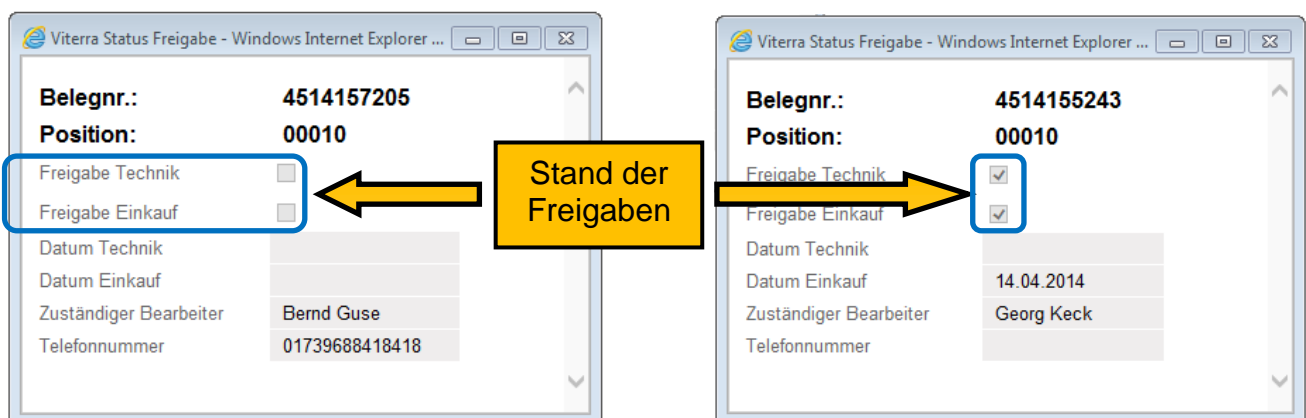 Viterra Status Freigabe - Windows Internet Explorer ...
Belegnr.: 4514157205
Position: 00010
Freigabe Technik
Freigabe Einkauf
Datum Technik
Datum Einkauf
Zuständiger Bearbeiter Bernd Guse
Telefonnummer 01739688418418
Stand der
Freigaben
Viterra Status Freigabe - Windows Internet Explorer ...
Belegnr.: 4514155243
Position: 00010
Freigabe Technik
Freigabe Einkauf
Datum Technik
Datum Einkauf 14.04.2014
Zuständiger Bearbeiter Georg Keck
Telefonnummer